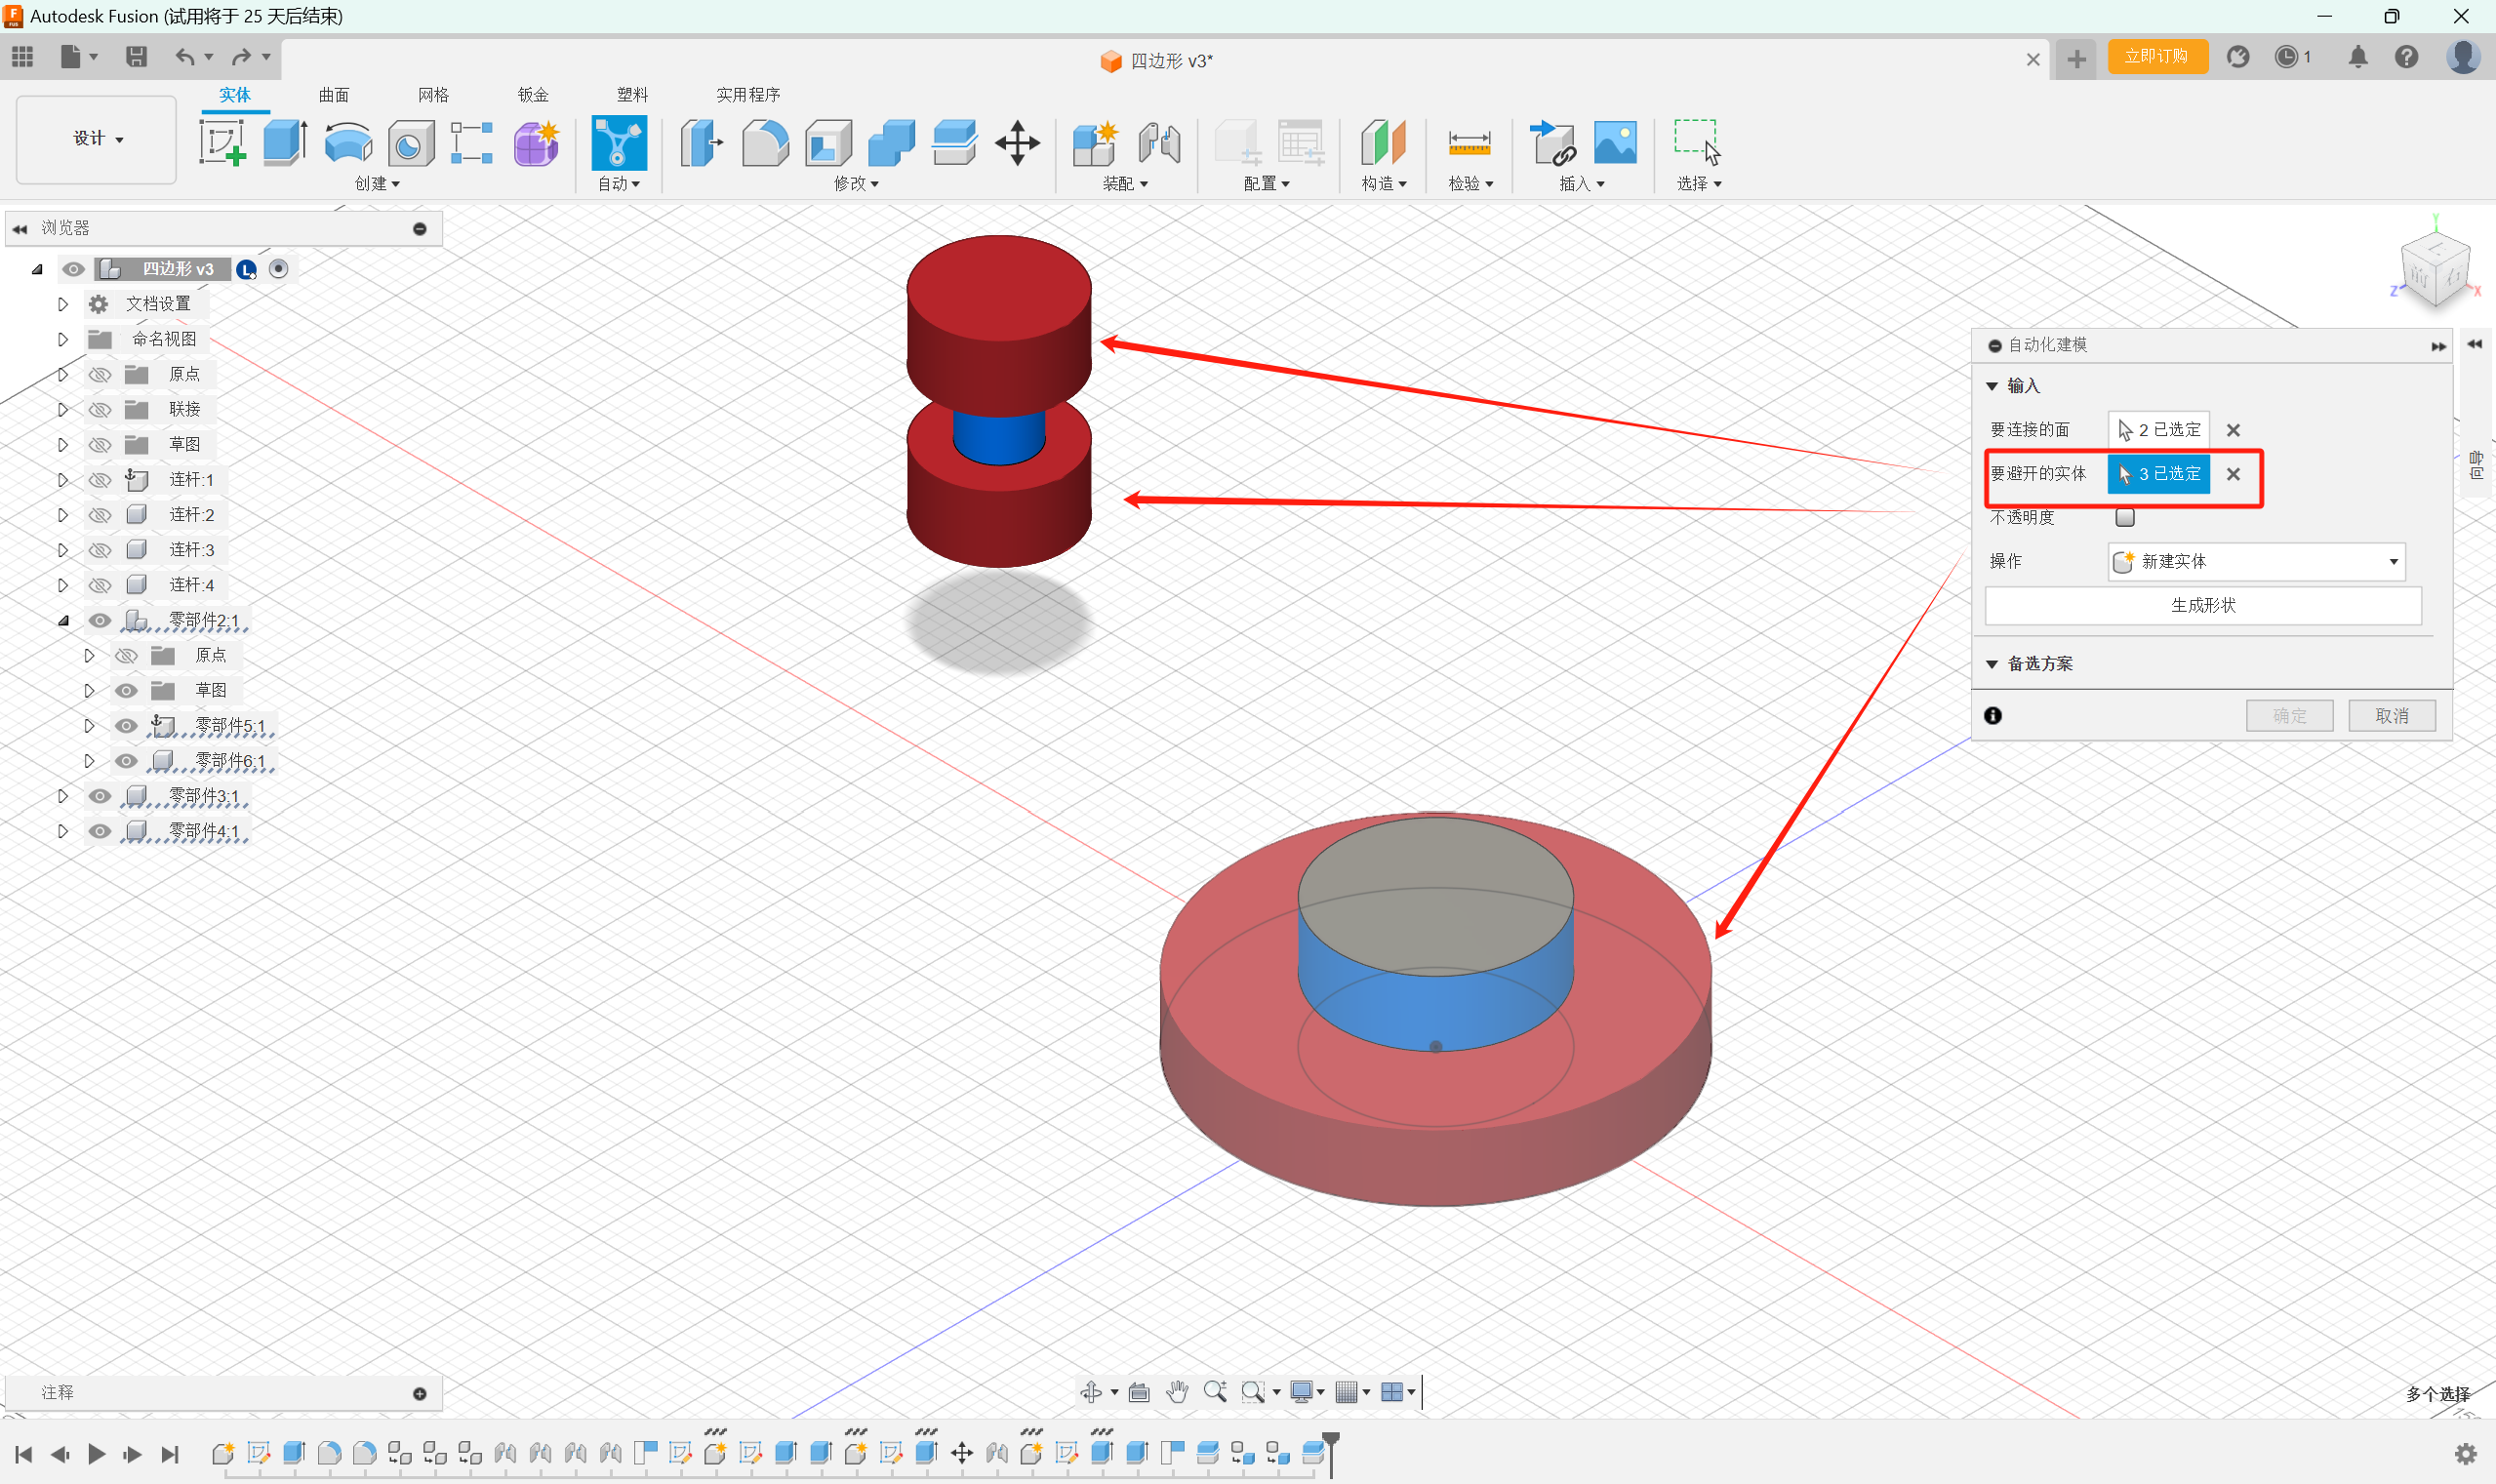 Autodesk Fusion (试用将于 25 天后结束)
四边形 v3*
立即订购
1
设计
实体 曲面 网格 钣金 塑料 实用程序
创建 自动 修改 装配 配置 构造 检验 插入 选择
浏览器
四边形 v3
文档设置
命名视图
原点
联接
草图
连杆:1
连杆:2
连杆:3
连杆:4
零部件2:1
原点
草图
零部件5:1
零部件6:1
零部件3:1
零部件4:1
Y
Z
X
自动化建模
输入
要连接的面 2 已选定
要避开的实体 3 已选定
不透明度
操作 新建实体
生成形状
备选方案
确定 取消
导向
注释
多个选择